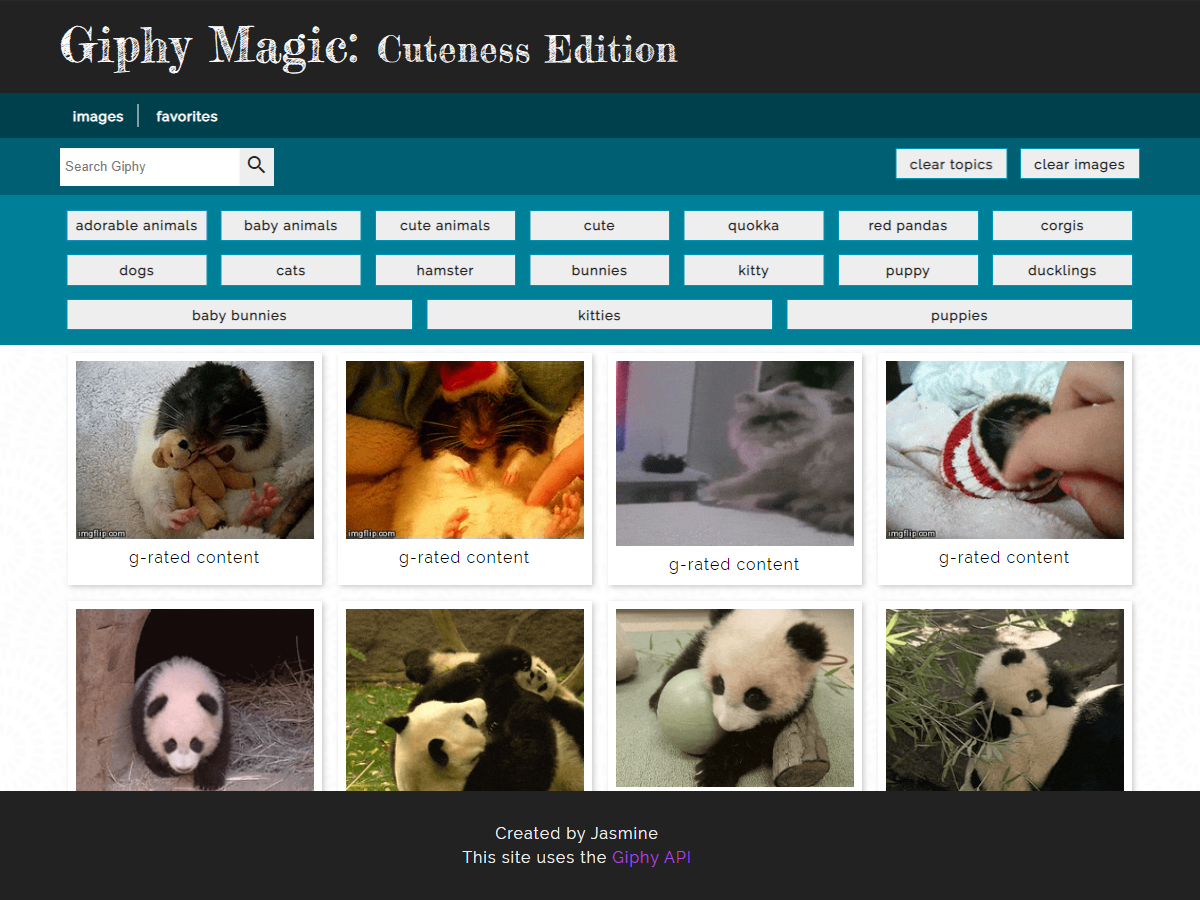 Giphy Magic: Cuteness Edition
images favorites
Search Giphy clear topics clear images
adorable animals baby animals cute animals cute quokka red pandas corgis
dogs cats hamster bunnies kitty puppy ducklings
baby bunnies kitties puppies
imgflip.com imgflip.com imgflip.com
g-rated content g-rated content g-rated content g-rated content
Created by Jasmine
This site uses the Giphy API